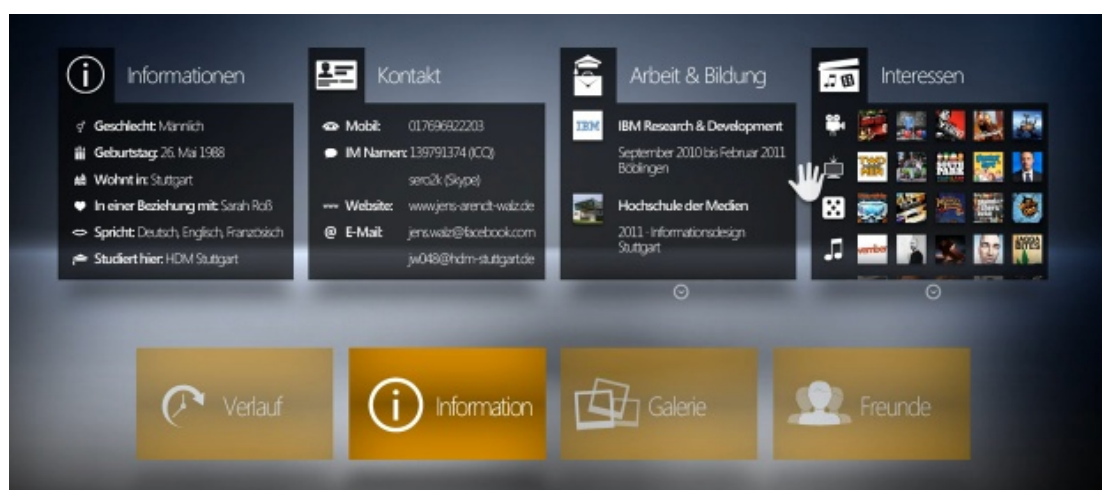 Informationen
Geschlecht: Männlich
Geburtstag: 26. Mai 1988
Wohnt in: Stuttgart
In einer Beziehung mit: Sarah Roß
Spricht: Deutsch, Englisch, Französisch
Studiert hier: HDM Stuttgart
Kontakt
Mobil: 017696922203
IM Namen: 139791374 (ICQ)
sero2k (Skype)
Website: www.jens-arendt-walz.de
@ E-Mail: jens.walz@facebook.com
jw048@hdm-stuttgart.de
Arbeit & Bildung
IBM
IBM Research & Development
September 2010 bis Februar 2011
Böblingen
Hochschule der Medien
2011 · Informationsdesign
Stuttgart
Interessen
Verlauf
Information
Galerie
Freunde